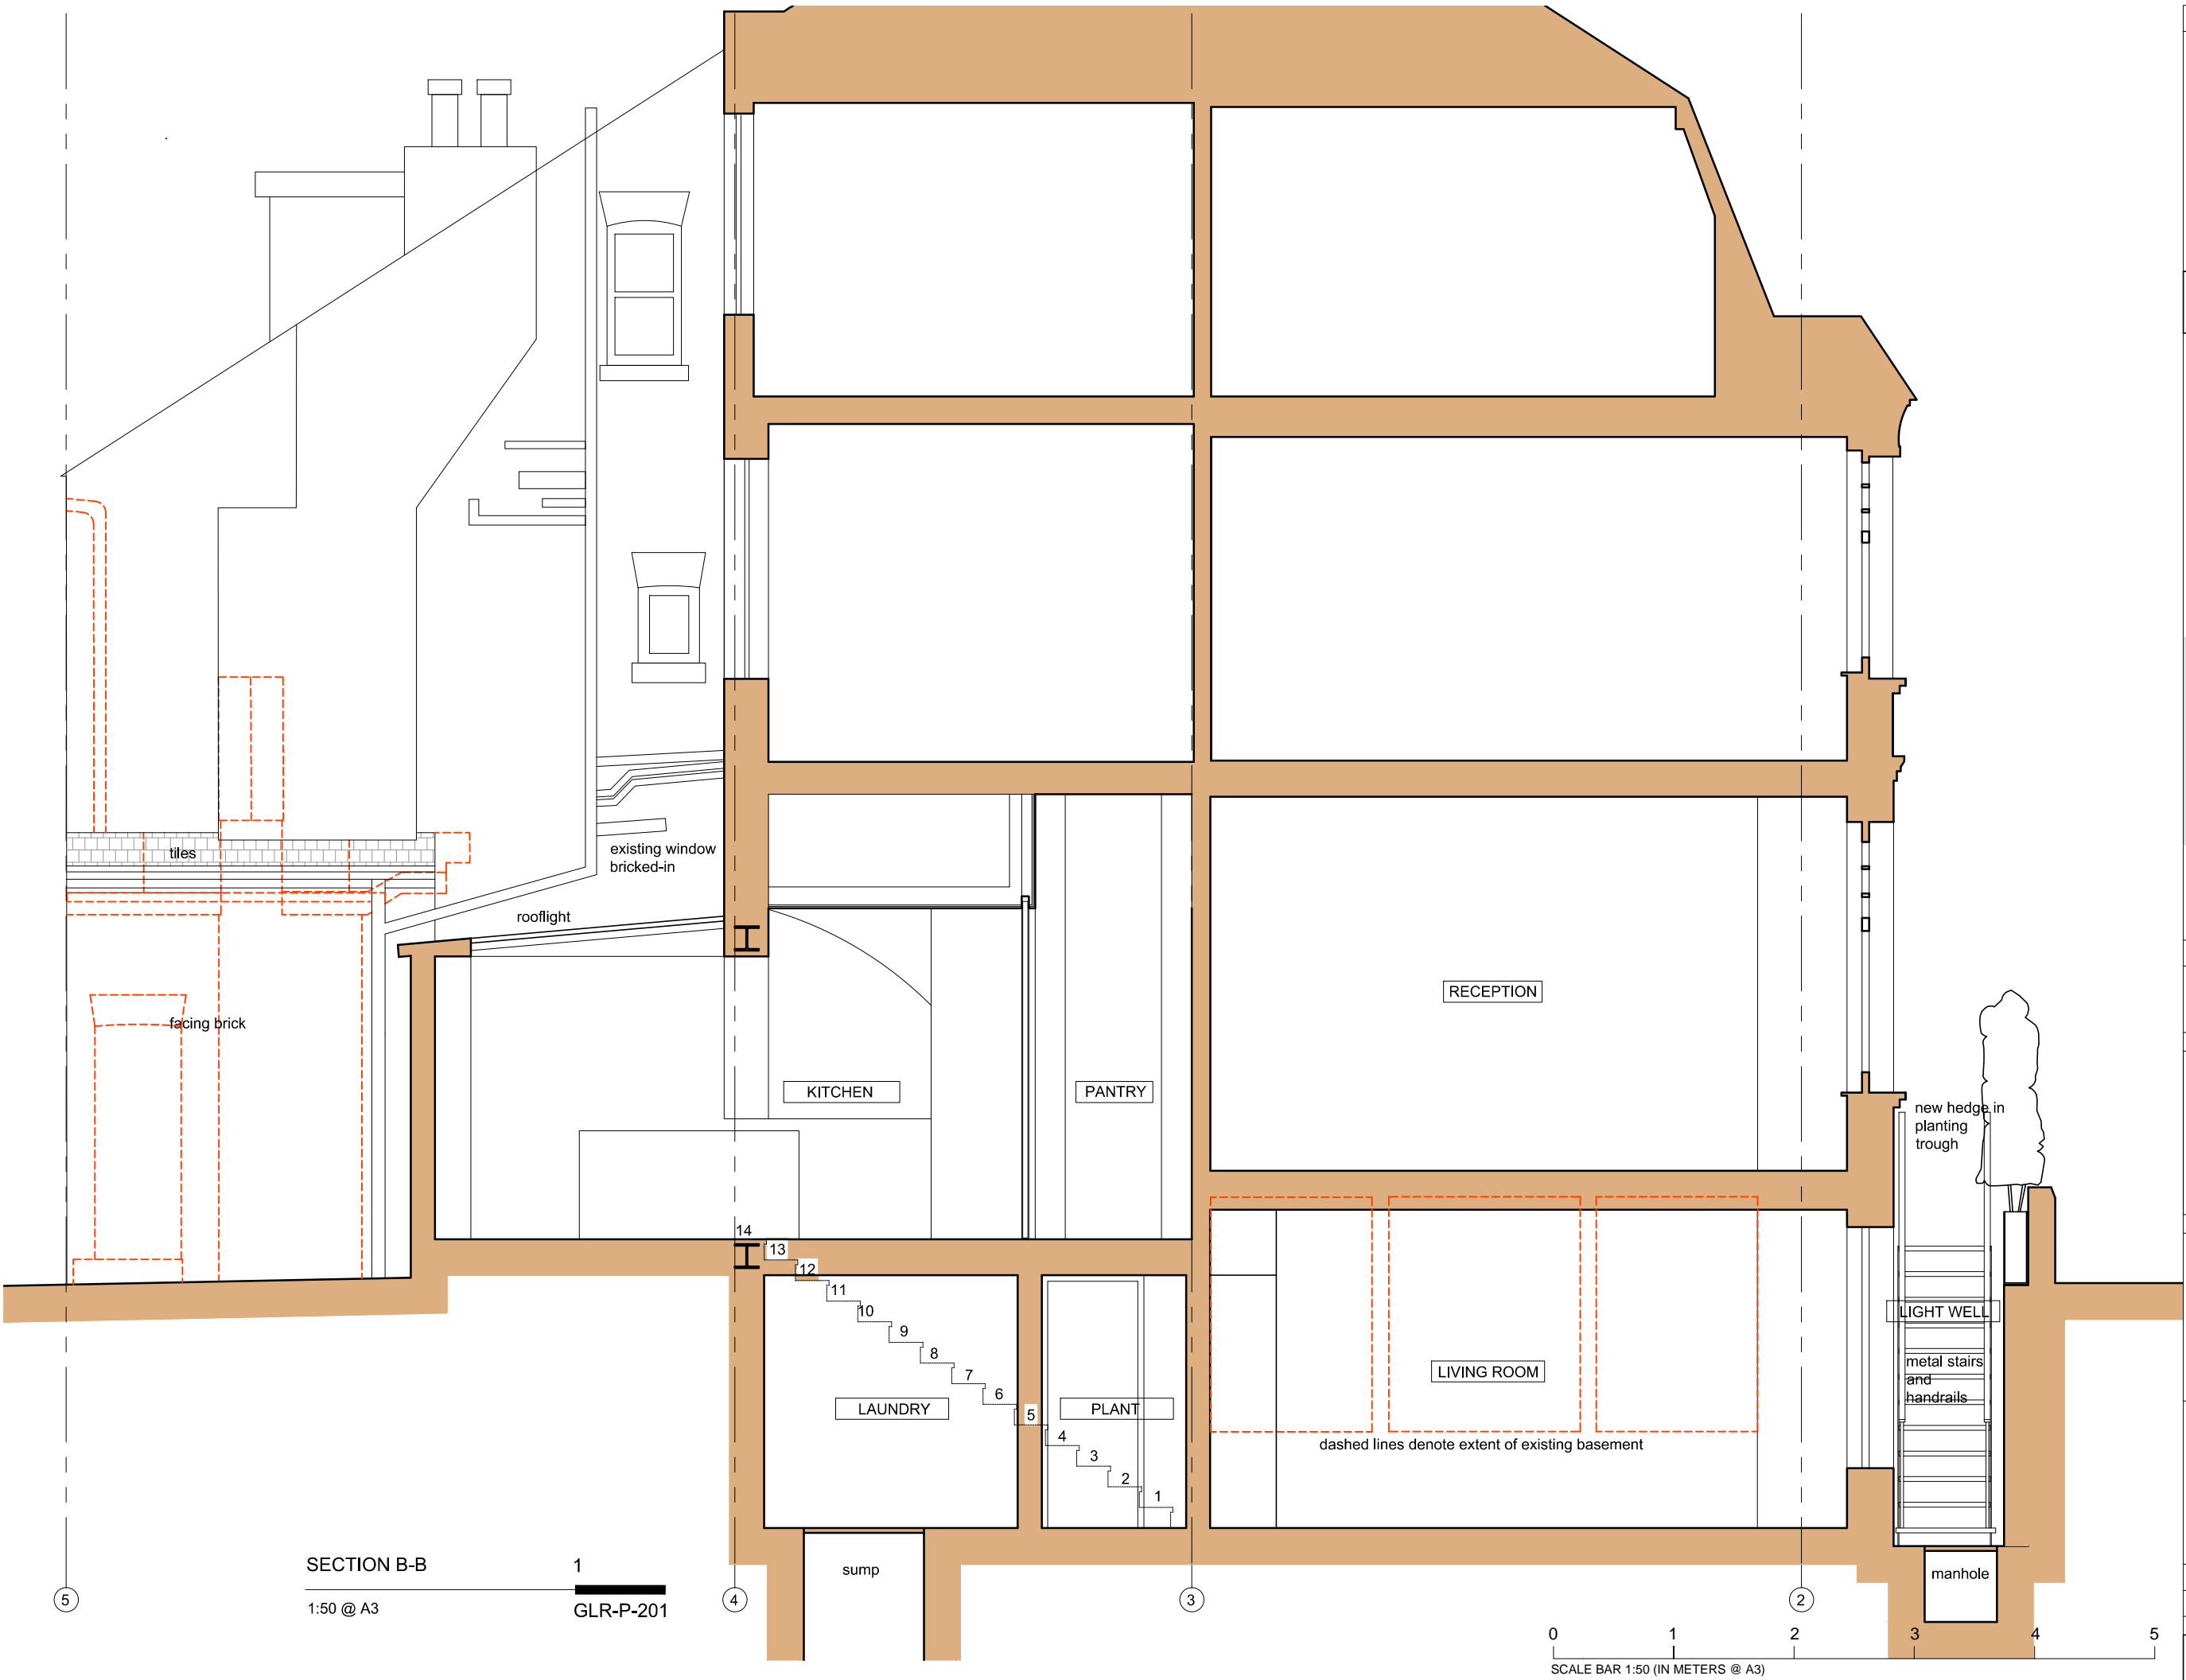 tiles
existing window
bricked-in
rooflight
facing brick
KITCHEN
PANTRY
RECEPTION
new hedge in
planting
trough
14
13
12
11
10
9
8
7
6
5
4
3
2
1
LAUNDRY
PLANT
LIVING ROOM
dashed lines denote extent of existing basement
LIGHT WELL
metal stairs
and
handrails
sump
manhole
SECTION B-B 1
1:50 @ A3 GLR-P-201
5 4 3 2
0 1 2 3 4 5
SCALE BAR 1:50 (IN METERS @ A3)